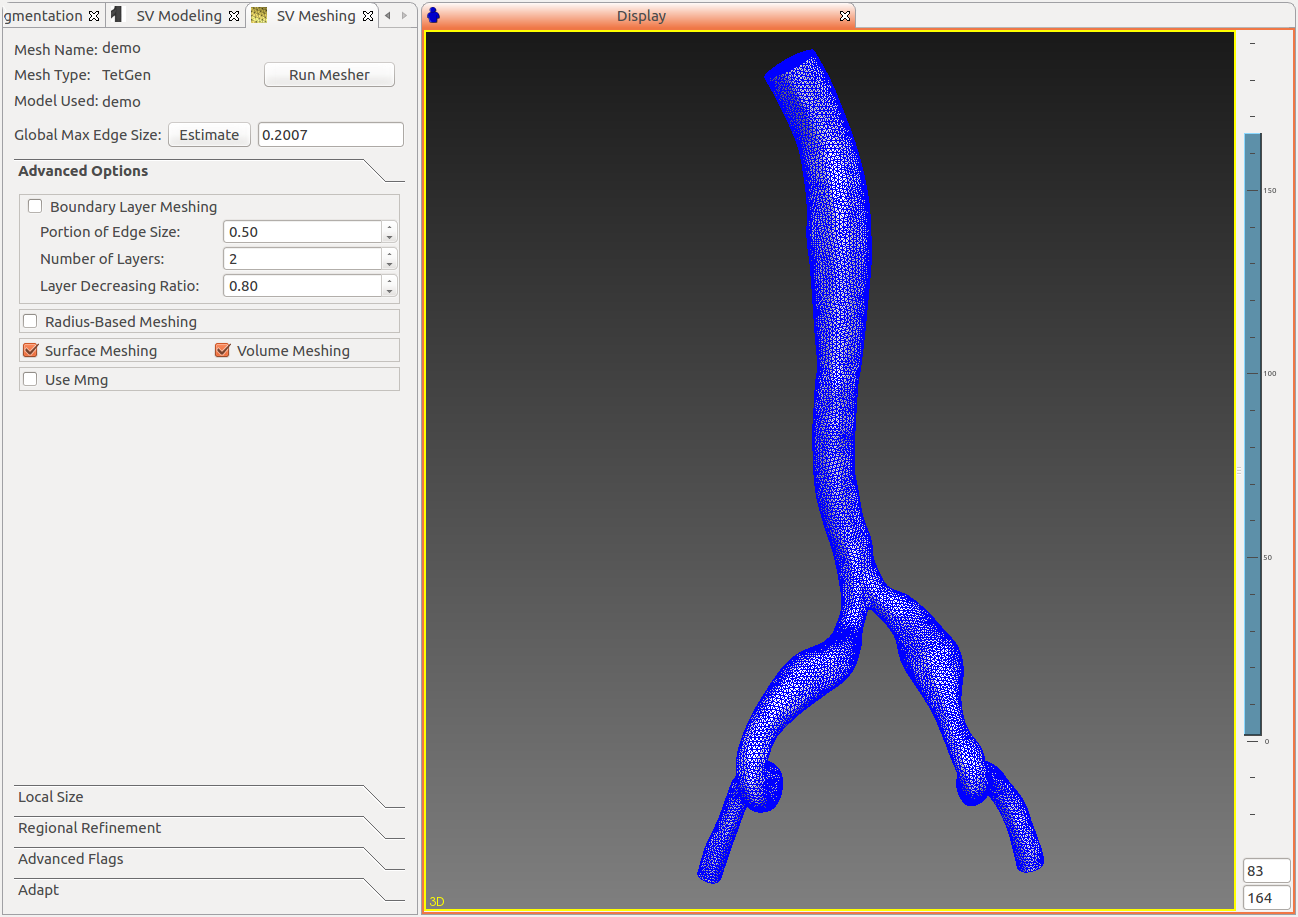 gmentation SV Modeling SV Meshing
Display
Mesh Name: demo
Mesh Type: TetGen
Run Mesher
Model Used: demo
Global Max Edge Size: Estimate 0.2007
Advanced Options
Boundary Layer Meshing
Portion of Edge Size: 0.50
Number of Layers: 2
Layer Decreasing Ratio: 0.80
Radius-Based Meshing
Surface Meshing Volume Meshing
Use Mmg
Local Size
Regional Refinement
Advanced Flags
Adapt
3D
150
100
50
0
83
164